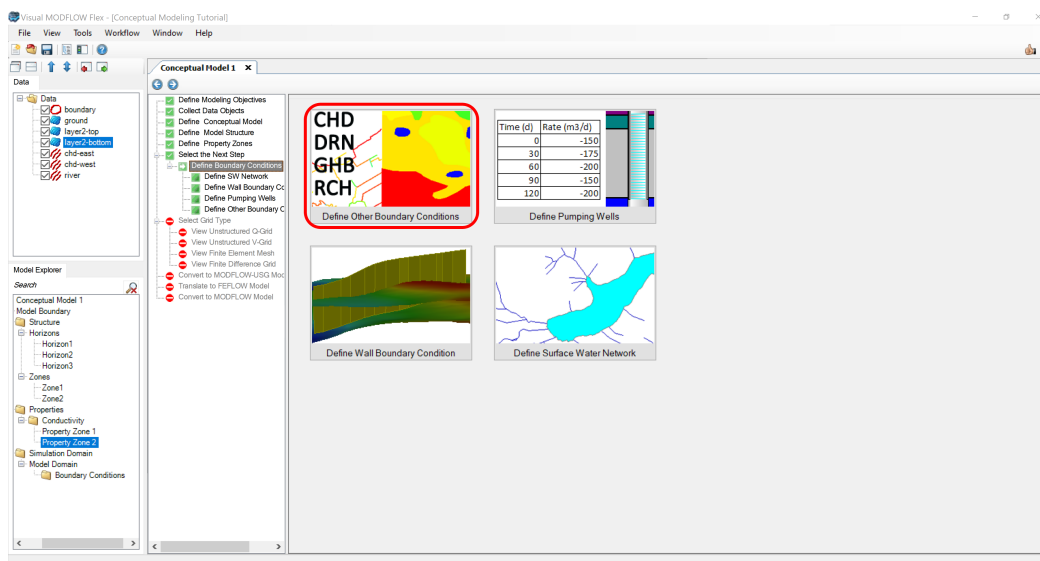 Visual MODFLOW Flex - [Conceptual Modeling Tutorial]
File View Tools Workflow Window Help
Data
Data
boundary
ground
layer2-top
layer2-bottom
chd-east
chd-west
river
Model Explorer
Search
Conceptual Model 1
Model Boundary
Structure
Horizons
Horizon1
Horizon2
Horizon3
Zones
Zone1
Zone2
Properties
Conductivity
Property Zone 1
Property Zone 2
Simulation Domain
Model Domain
Boundary Conditions
Conceptual Model 1
Define Modeling Objectives
Collect Data Objects
Define Conceptual Model
Define Model Structure
Define Property Zones
Select the Next Step
Define Boundary Conditions
Define SW Network
Define Wall Boundary Co
Define Pumping Wells
Define Other Boundary C
Select Grid Type
View Unstructured Q-Grid
View Unstructured V-Grid
View Finite Element Mesh
View Finite Difference Grid
Convert to MODFLOW-USG Mod
Translate to FEFLOW Model
Convert to MODFLOW Model
CHD
DRN
GHB
RCH
Define Other Boundary Conditions
Time (d) Rate (m3/d)
0 -150
30 -175
60 -200
90 -150
120 -200
Define Pumping Wells
Define Wall Boundary Condition
Define Surface Water Network